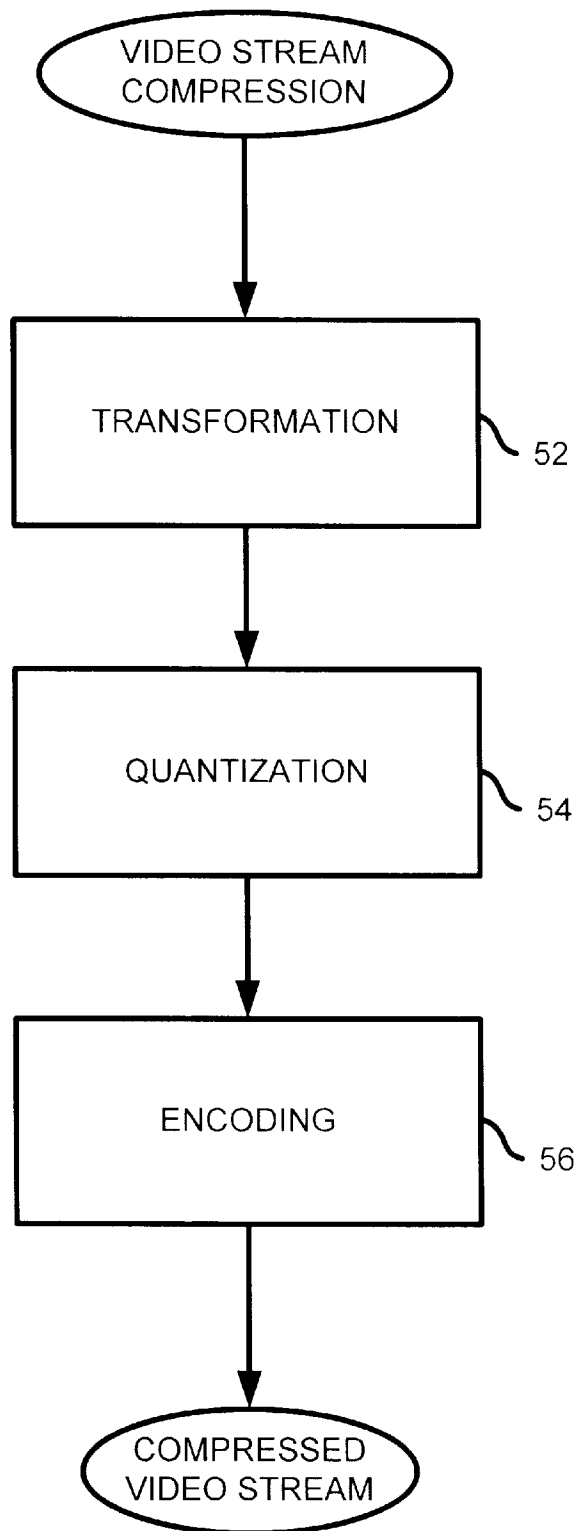 VIDEO STREAM
COMPRESSION
TRANSFORMATION
52
QUANTIZATION
54
ENCODING
56
COMPRESSED
VIDEO STREAM